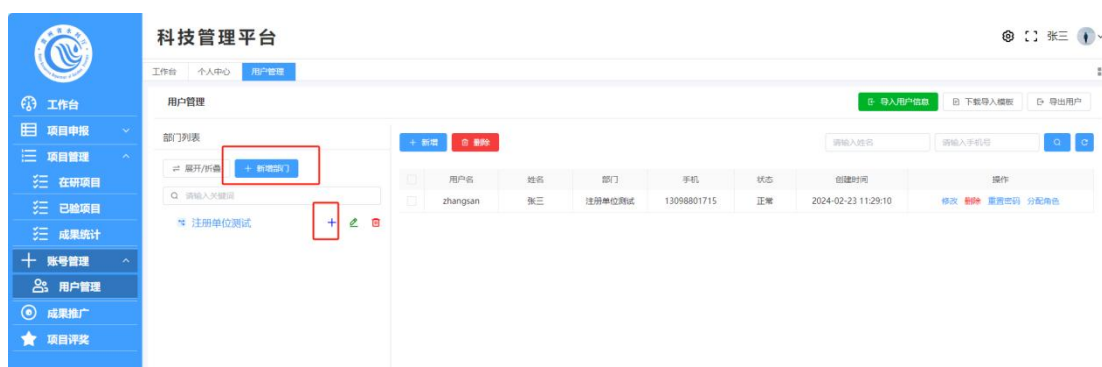 科技管理平台
张三
工作台 个人中心 用户管理
工作台
项目申报
项目管理
在研项目
已验项目
成果统计
账号管理
用户管理
成果推广
项目评奖
用户管理
导入用户信息 下载导入模板 导出用户
部门列表
展开/折叠 + 新增部门
请输入关键词
注册单位测试
+ 新增 删除
请输入姓名 请输入手机号
用户名 姓名 部门 手机 状态 创建时间 操作
zhangsan 张三 注册单位测试 13098801715 正常 2024-02-23 11:29:10 修改 删除 重置密码 分配角色